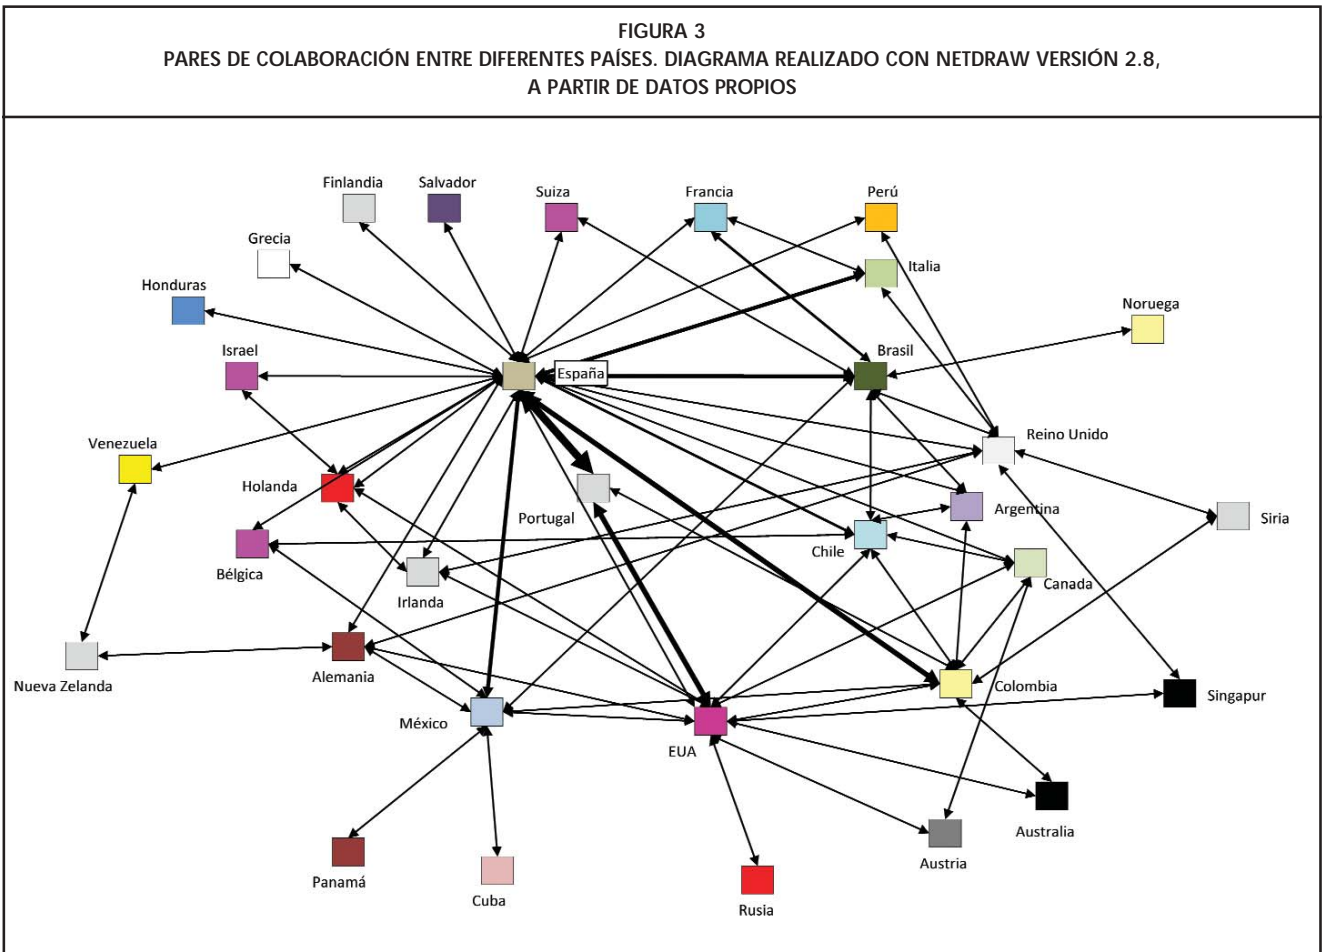 FIGURA 3
PARES DE COLABORACIÓN ENTRE DIFERENTES PAÍSES. DIAGRAMA REALIZADO CON NETDRAW VERSIÓN 2.8,
A PARTIR DE DATOS PROPIOS
Finlandia
Salvador
Suiza
Francia
Perú
Grecia
Italia
Honduras
Noruega
Israel
España
Brasil
Venezuela
Reino Unido
Holanda
Portugal
Argentina
Siria
Chile
Bélgica
Irlanda
Canada
Alemania
Nueva Zelanda
Colombia
Singapur
México
EUA
Australia
Austria
Panamá
Cuba
Rusia